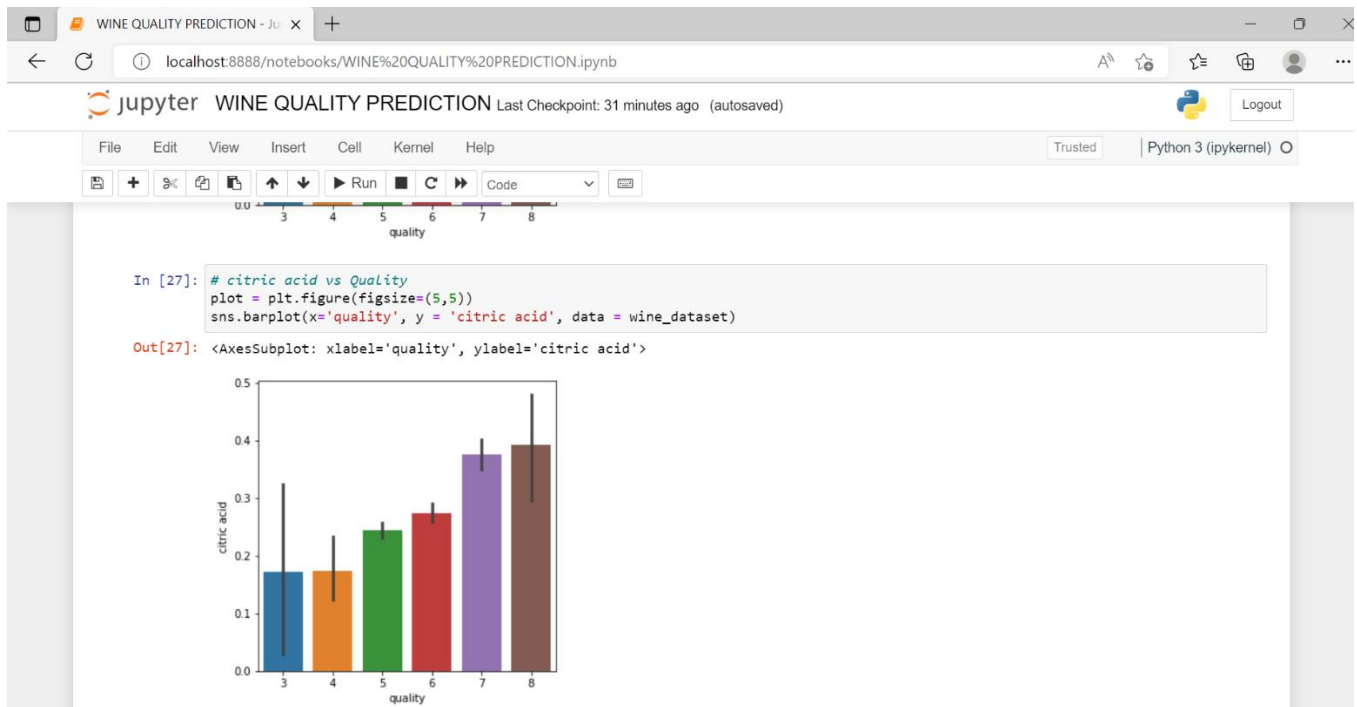 WINE QUALITY PREDICTION - Ju
localhost:8888/notebooks/WINE%20QUALITY%20PREDICTION.ipynb
jupyter WINE QUALITY PREDICTION Last Checkpoint: 31 minutes ago (autosaved)
Logout
File Edit View Insert Cell Kernel Help
Trusted
Python 3 (ipykernel)
Run
Code
0.0
3 4 5 6 7 8
quality
In [27]: # citric acid vs Quality
plot = plt.figure(figsize=(5,5))
sns.barplot(x='quality', y = 'citric acid', data = wine_dataset)
Out[27]: <AxesSubplot: xlabel='quality', ylabel='citric acid'>
0.5
0.4
0.3
0.2
0.1
0.0
citric acid
3 4 5 6 7 8
quality